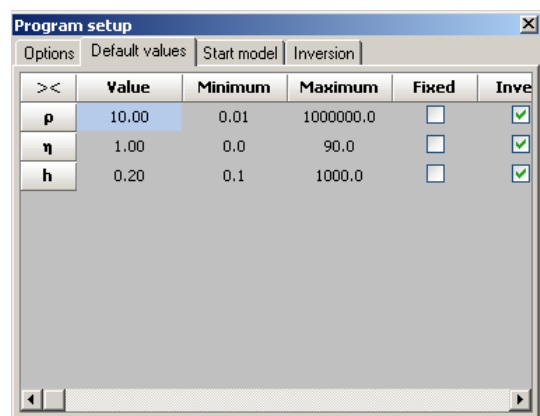 Program setup
Options Default values Start model Inversion
>< Value Minimum Maximum Fixed Inve
ρ 10.00 0.01 1000000.0
η 1.00 0.0 90.0
h 0.20 0.1 1000.0